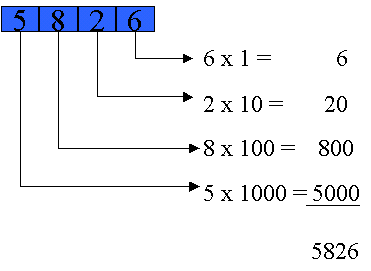 5 8 2 6
6 x 1 = 6
2 x 10 = 20
8 x 100 = 800
5 x 1000 = 5000
5826